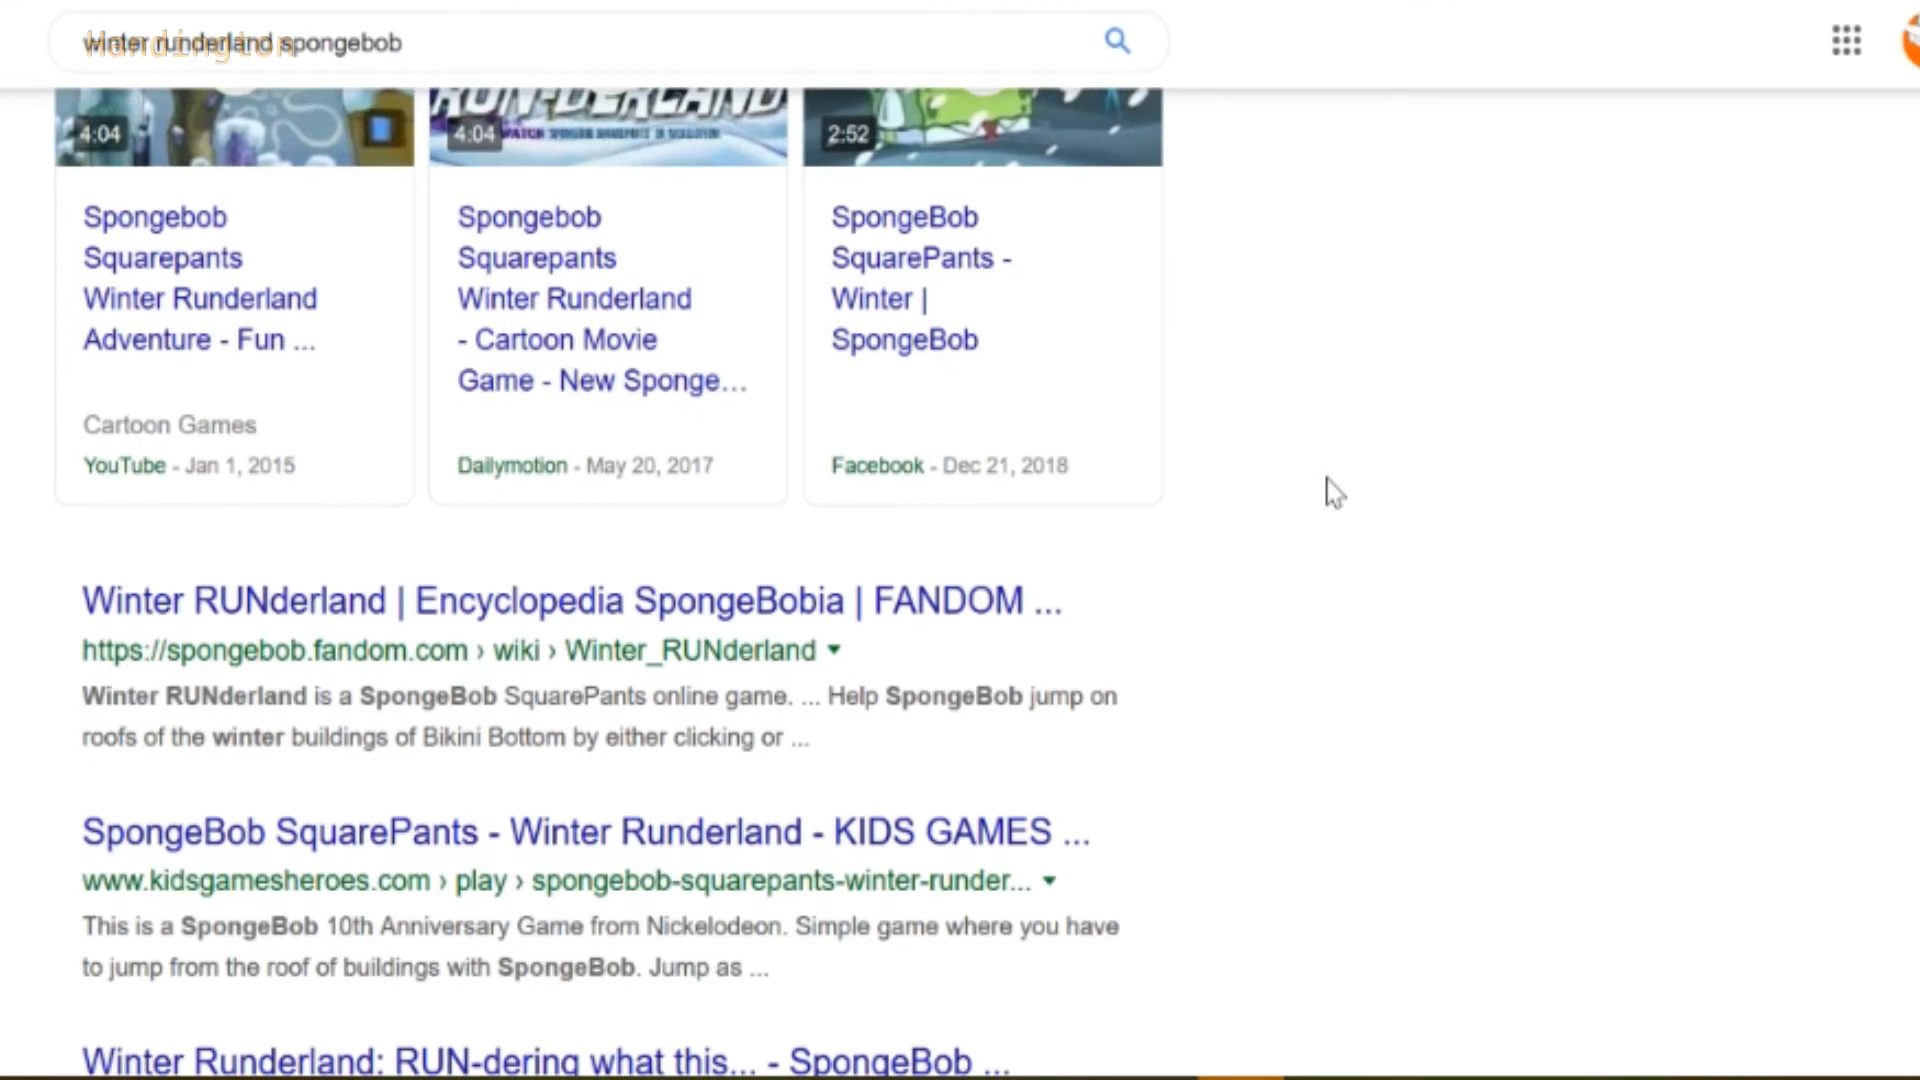 winter runderland spongebob
Handington
4:04
4:04
2:52
RUN-DERLAND
Spongebob
Squarepants
Winter Runderland
Adventure - Fun ...
Cartoon Games
YouTube - Jan 1, 2015
Spongebob
Squarepants
Winter Runderland
- Cartoon Movie
Game - New Sponge...
Dailymotion - May 20, 2017
SpongeBob
SquarePants -
Winter |
SpongeBob
Facebook - Dec 21, 2018
Winter RUNderland | Encyclopedia SpongeBobia | FANDOM ...
https://spongebob.fandom.com › wiki › Winter_RUNderland
Winter RUNderland is a SpongeBob SquarePants online game. ... Help SpongeBob jump on
roofs of the winter buildings of Bikini Bottom by either clicking or ...
SpongeBob SquarePants - Winter Runderland - KIDS GAMES ...
www.kidsgamesheroes.com › play › spongebob-squarepants-winter-runder...
This is a SpongeBob 10th Anniversary Game from Nickelodeon. Simple game where you have
to jump from the roof of buildings with SpongeBob. Jump as ...
Winter Runderland: RUN-dering what this... - SpongeBob ...